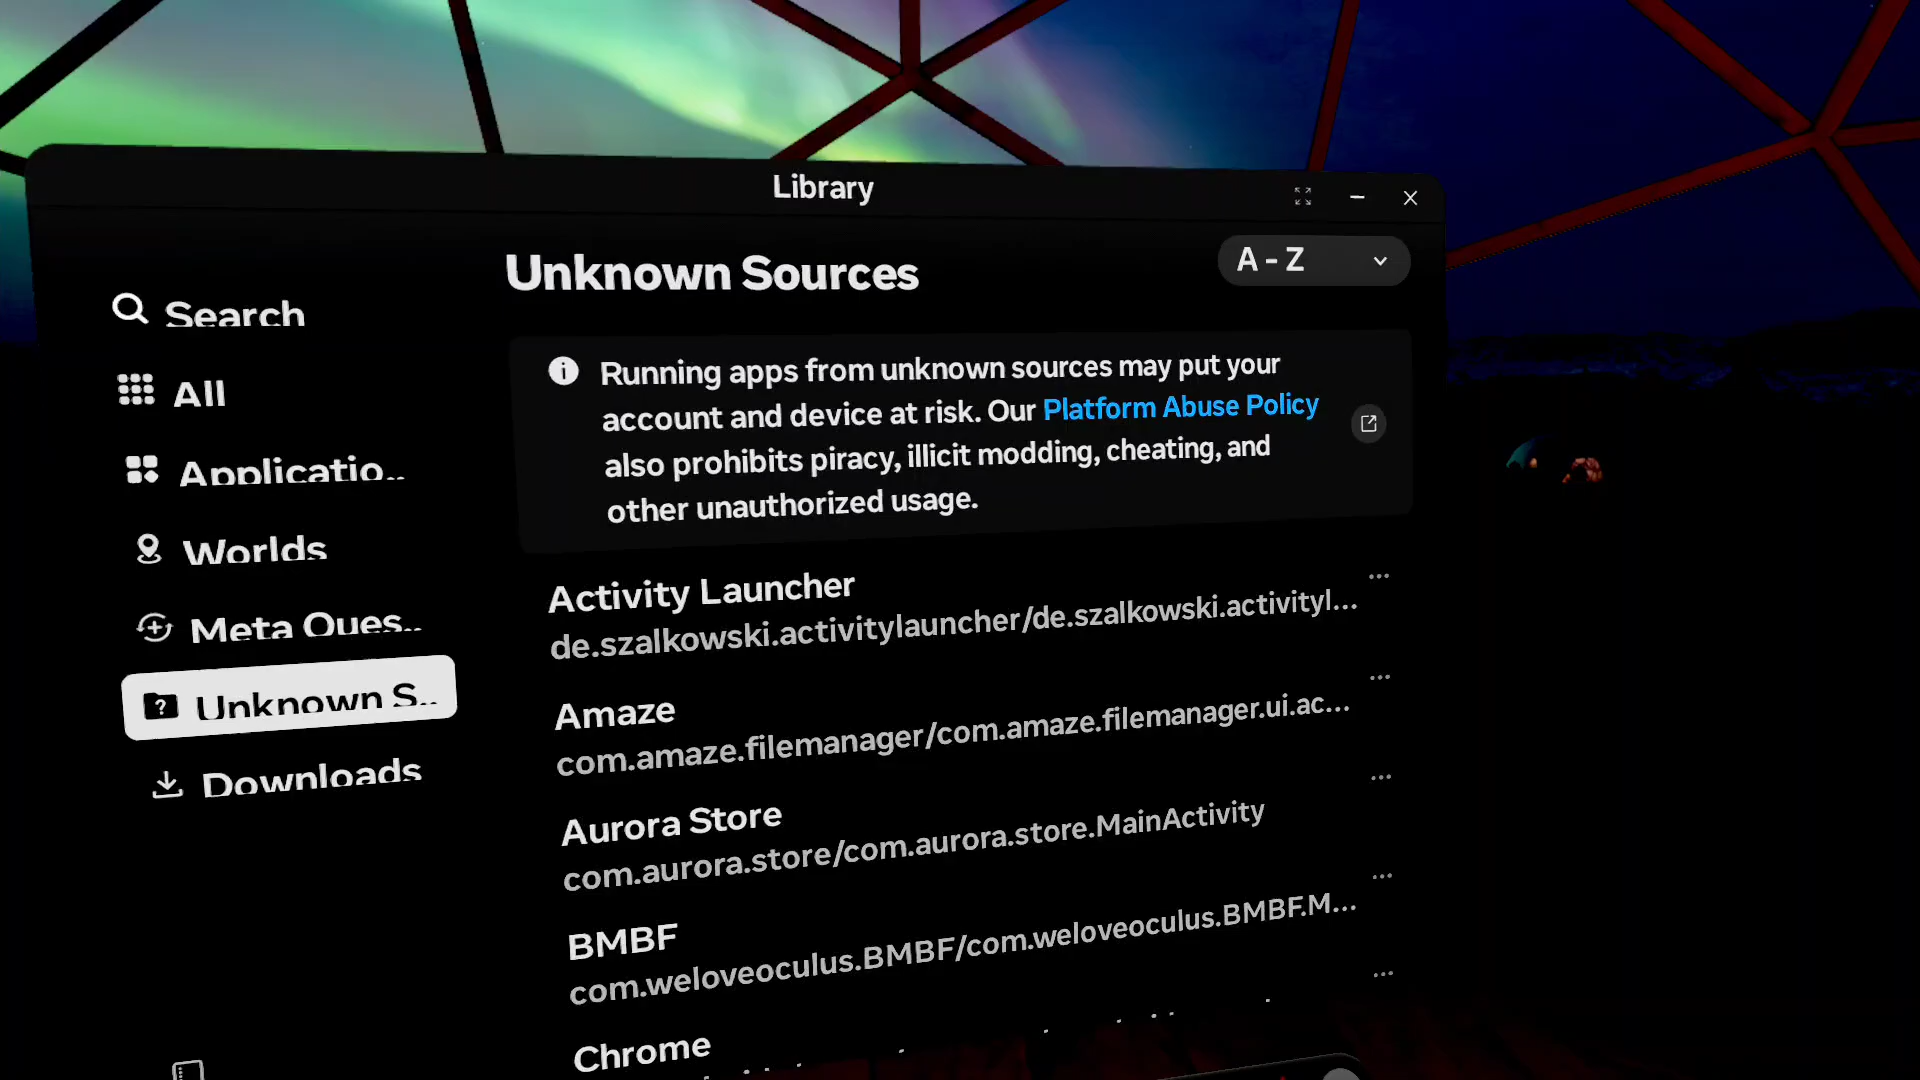 Library
Search
All
Applicatio..
Worlds
Meta Ques..
Unknown S..
Downloads
Unknown Sources
A - Z
Running apps from unknown sources may put your
account and device at risk. Our Platform Abuse Policy
also prohibits piracy, illicit modding, cheating, and
other unauthorized usage.
Activity Launcher
de.szalkowski.activitylauncher/de.szalkowski.activityl...
Amaze
com.amaze.filemanager/com.amaze.filemanager.ui.ac...
Aurora Store
com.aurora.store/com.aurora.store.MainActivity
BMBF
com.weloveoculus.BMBF/com.weloveoculus.BMBF.M...
Chrome